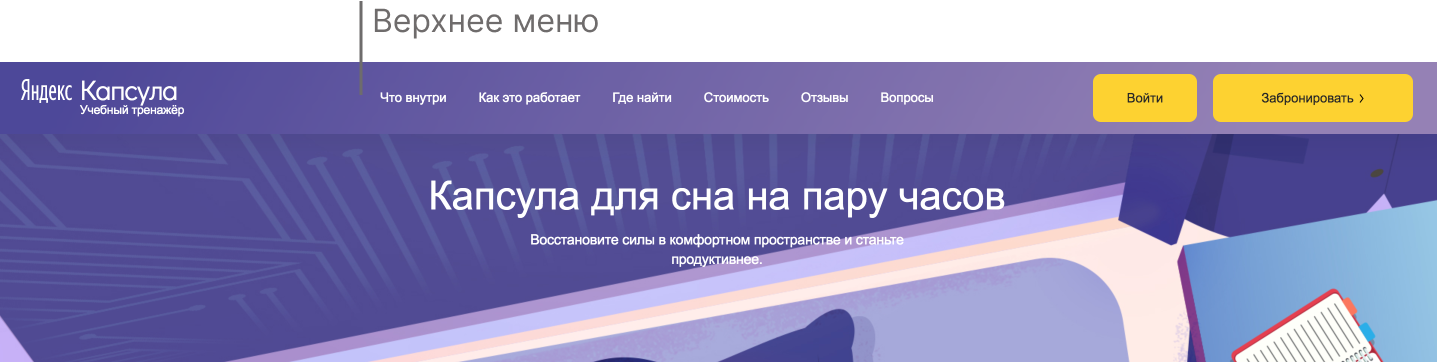 Верхнее меню
Яндекс Капсула
Учебный тренажёр
Что внутри Как это работает Где найти Стоимость Отзывы Вопросы
Войти
Забронировать ›
Капсула для сна на пару часов
Восстановите силы в комфортном пространстве и станьте
продуктивнее.